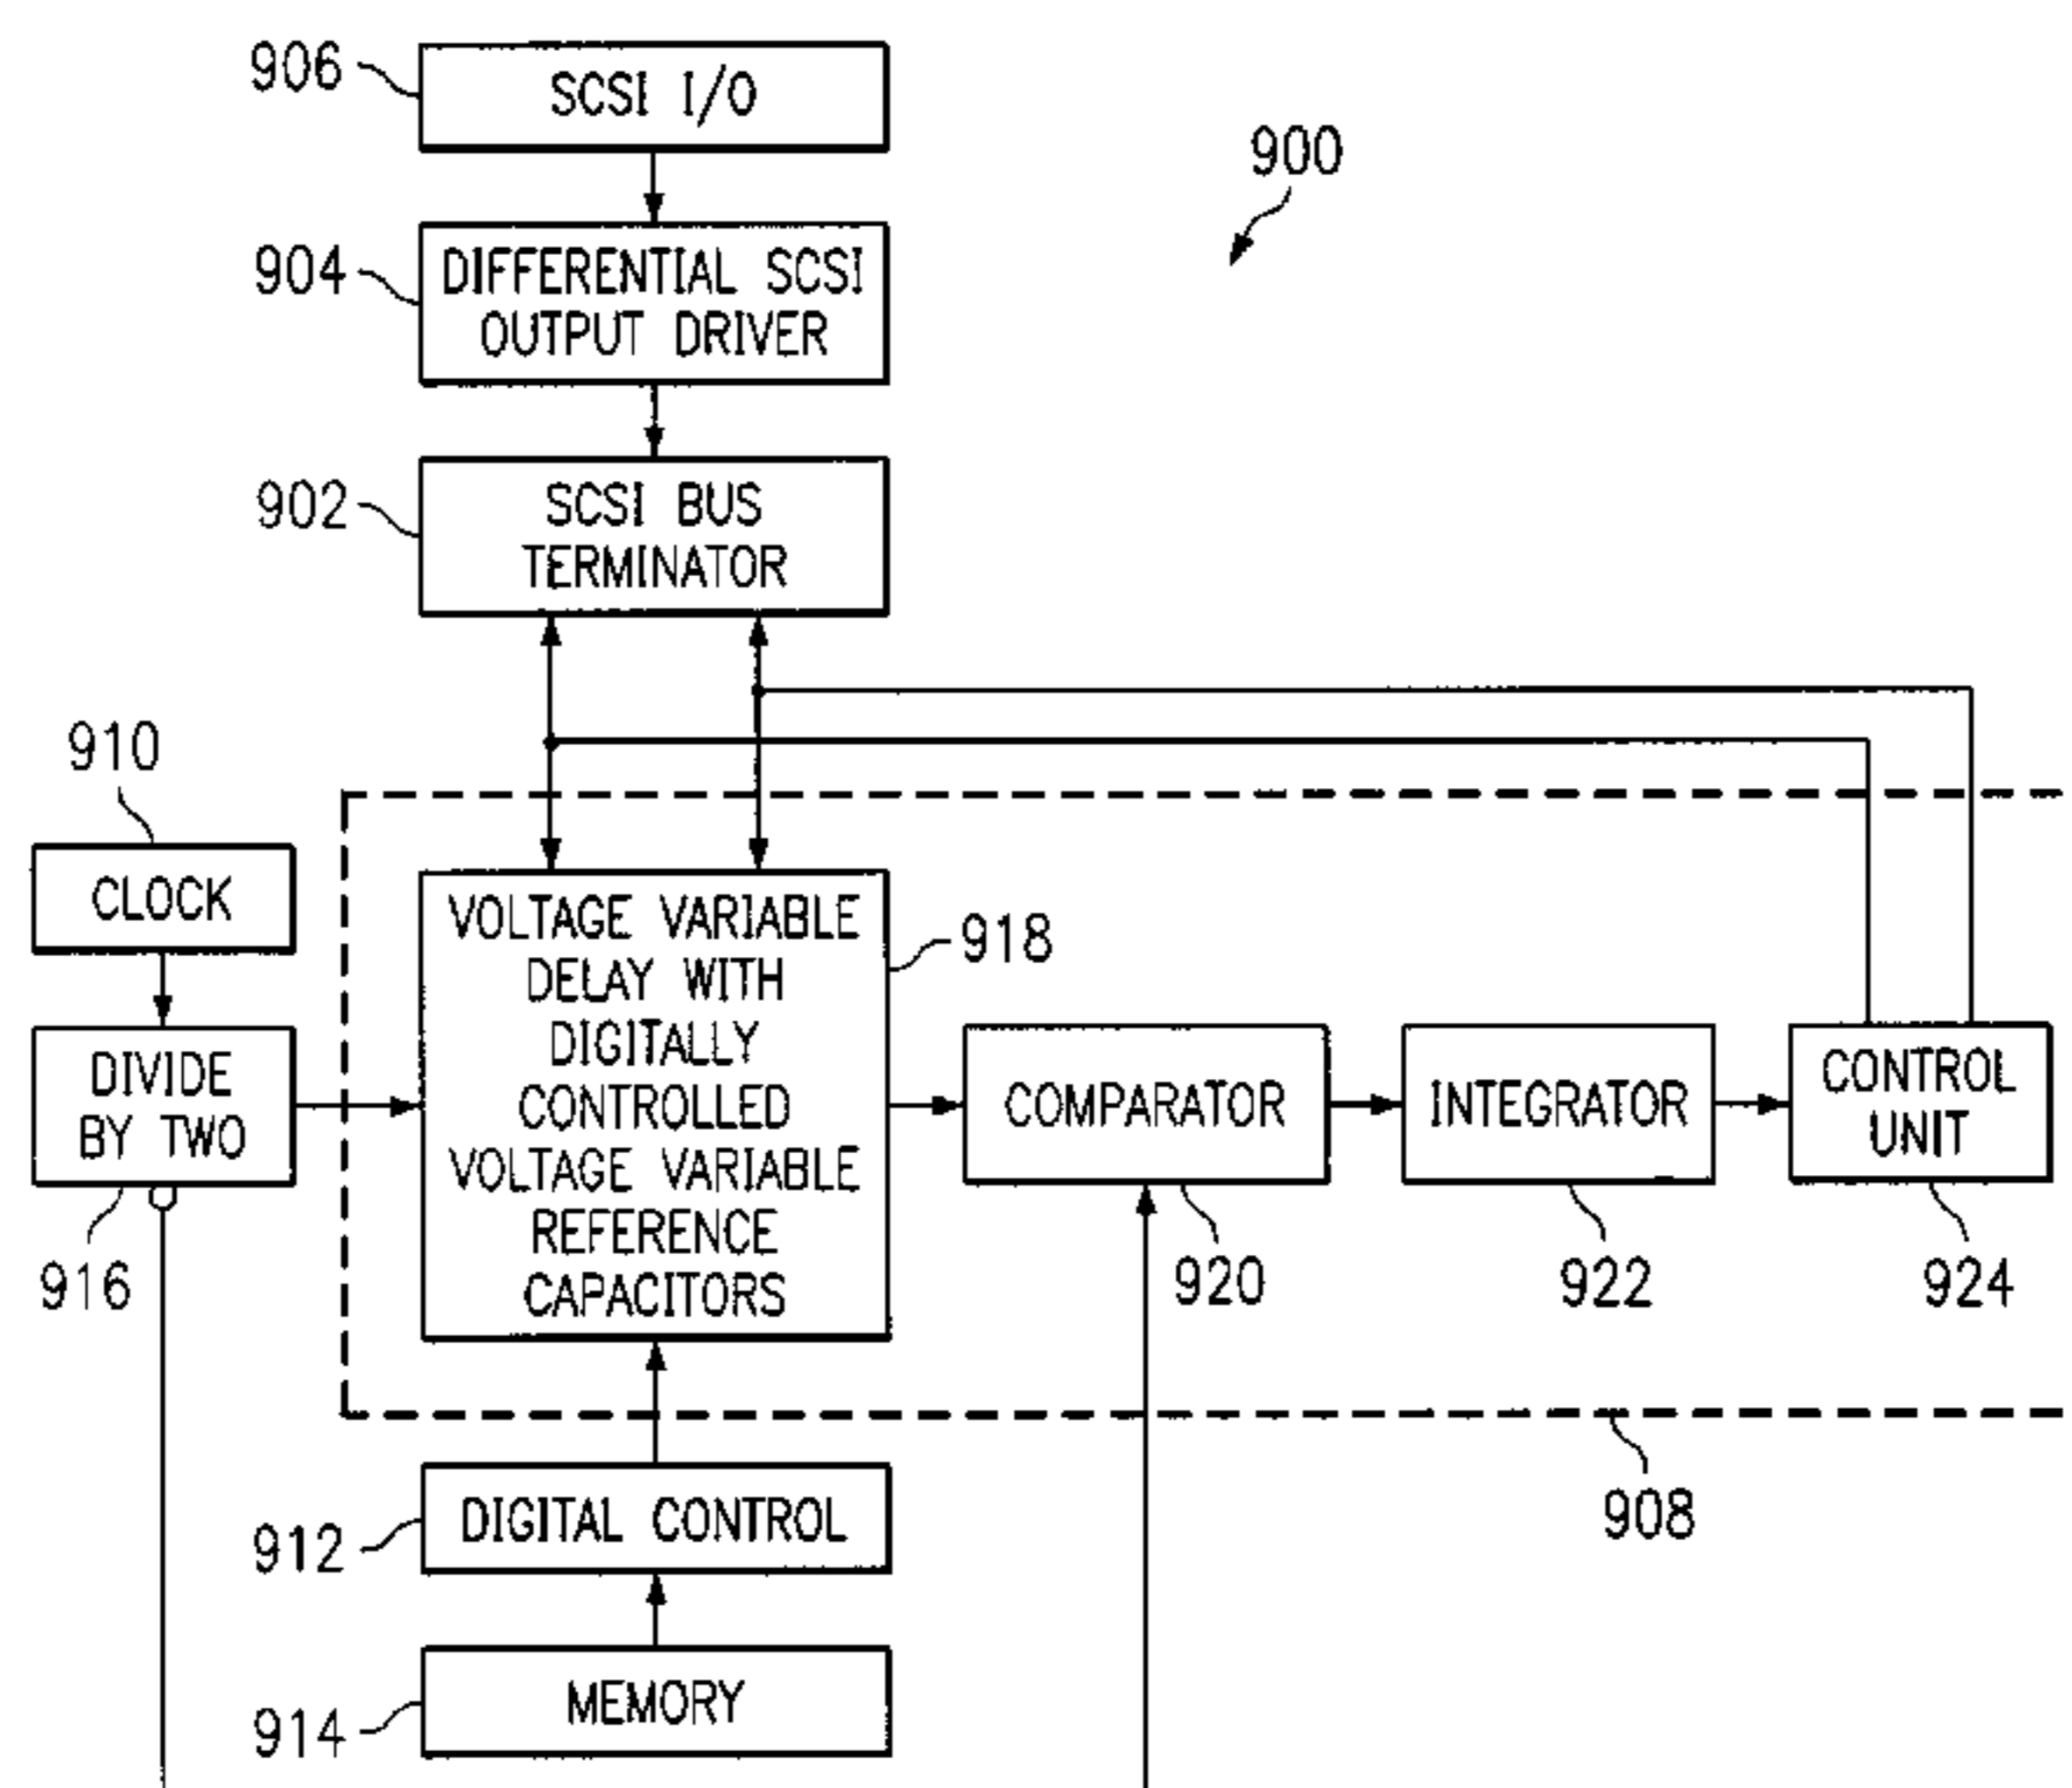 906
SCSI I/O
900
904
DIFFERENTIAL SCSI
OUTPUT DRIVER
902
SCSI BUS
TERMINATOR
910
CLOCK
DIVIDE
BY TWO
916
VOLTAGE VARIABLE
DELAY WITH
DIGITALLY
CONTROLLED
VOLTAGE VARIABLE
REFERENCE
CAPACITORS
918
COMPARATOR
920
INTEGRATOR
922
CONTROL
UNIT
924
908
912
DIGITAL CONTROL
914
MEMORY